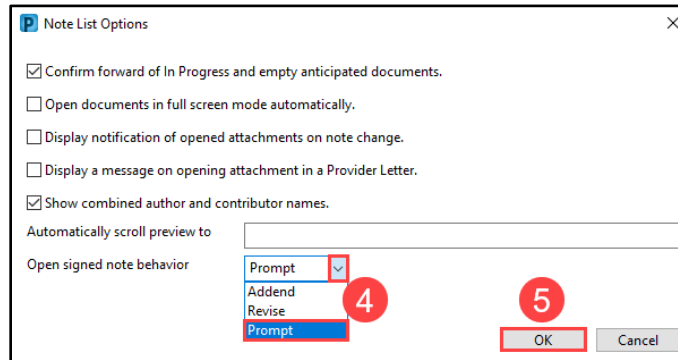 P Note List Options
Confirm forward of In Progress and empty anticipated documents.
Open documents in full screen mode automatically.
Display notification of opened attachments on note change.
Display a message on opening attachment in a Provider Letter.
Show combined author and contributor names.
Automatically scroll preview to
Open signed note behavior Prompt
Addend
Revise
Prompt
4
5
OK Cancel